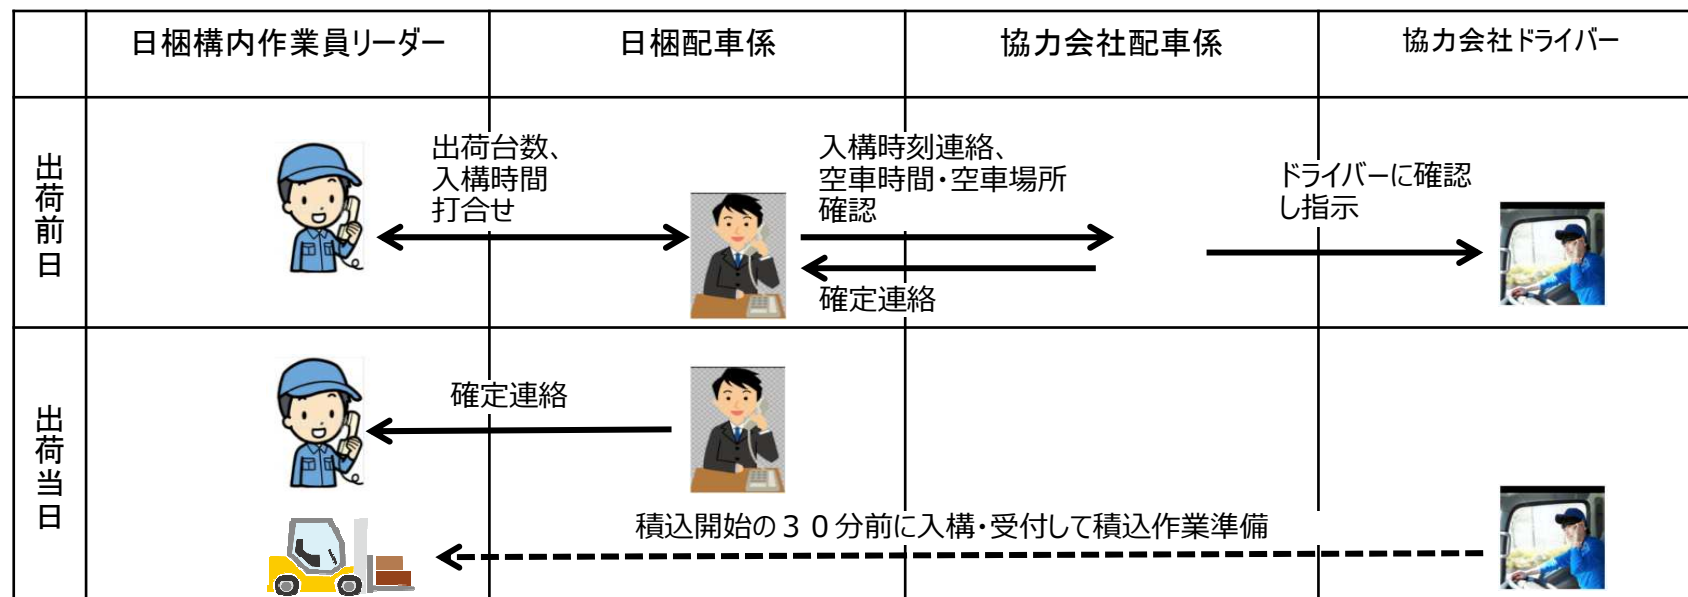 日梱構内作業員リーダー
日梱配車係
協力会社配車係
協力会社ドライバー
出荷前日
出荷台数、
入構時間
打合せ
入構時刻連絡、
空車時間・空車場所
確認
確定連絡
ドライバーに確認
し指示
出荷当日
確定連絡
積込開始の30分前に入構・受付して積込作業準備